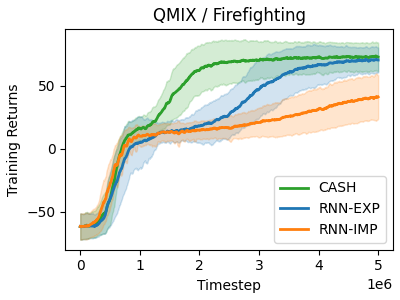 QMIX / Firefighting
Training Returns
50
0
−50
CASH
RNN-EXP
RNN-IMP
0 1 2 3 4 5
1e6
Timestep